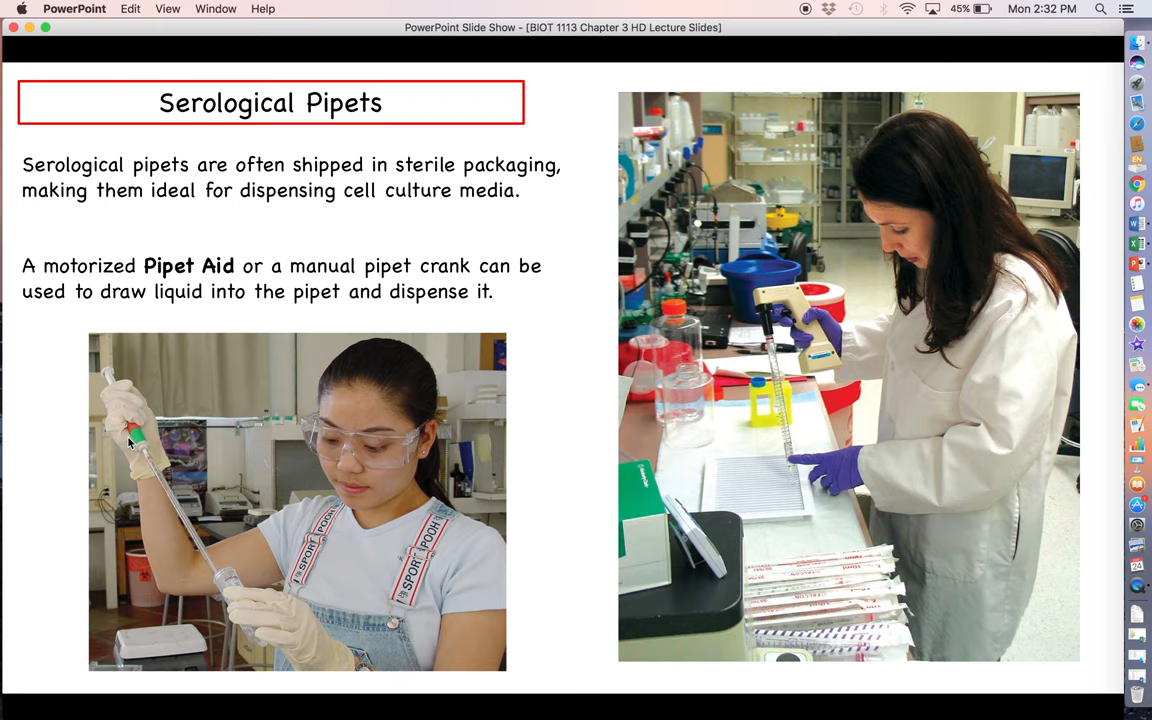 PowerPoint Edit View Window Help
45% Mon 2:32 PM
PowerPoint Slide Show - [BIOT 1113 Chapter 3 HD Lecture Slides]
Serological Pipets
Serological pipets are often shipped in sterile packaging,
making them ideal for dispensing cell culture media.
A motorized Pipet Aid or a manual pipet crank can be
used to draw liquid into the pipet and dispense it.
SPORT POOH
SPORT POOH
EN
24